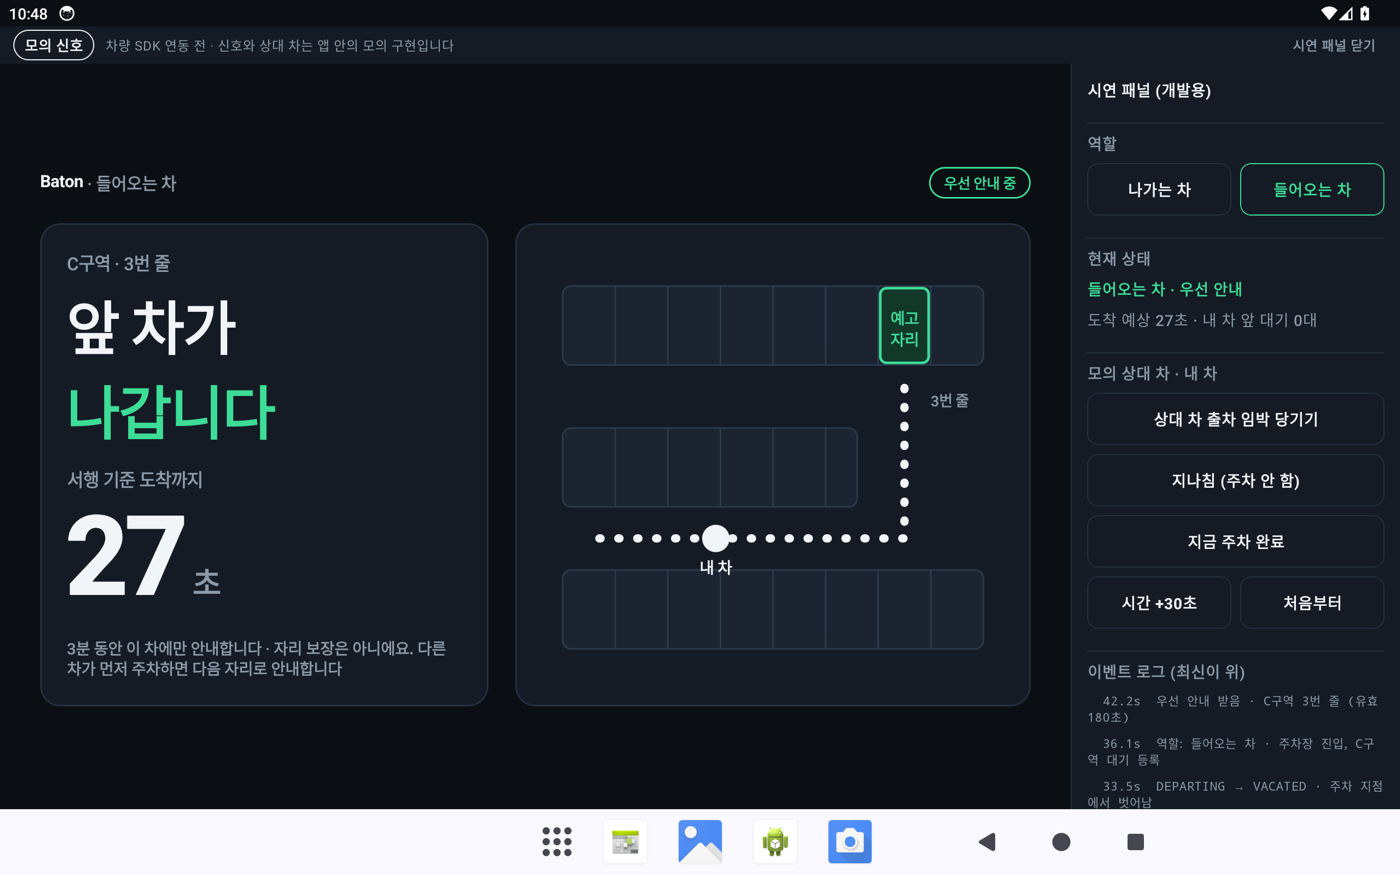 10:48
모의 신호 차량 SDK 연동 전 · 신호와 상대 차는 앱 안의 모의 구현입니다
시연 패널 닫기
Baton · 들어오는 차
우선 안내 중
C구역 · 3번 줄
앞 차가
나갑니다
서행 기준 도착까지
27 초
3분 동안 이 차에만 안내합니다 · 자리 보장은 아니에요. 다른
차가 먼저 주차하면 다음 자리로 안내합니다
예고
자리
3번 줄
내 차
시연 패널 (개발용)
역할
나가는 차
들어오는 차
현재 상태
들어오는 차 · 우선 안내
도착 예상 27초 · 내 차 앞 대기 0대
모의 상대 차 · 내 차
상대 차 출차 임박 당기기
지나침 (주차 안 함)
지금 주차 완료
시간 +30초
처음부터
이벤트 로그 (최신이 위)
42.2s 우선 안내 받음 · C구역 3번 줄 (유효
180초)
36.1s 역할: 들어오는 차 · 주차장 진입, C구
역 대기 등록
33.5s DEPARTING → VACATED · 주차 지점
에서 벗어남